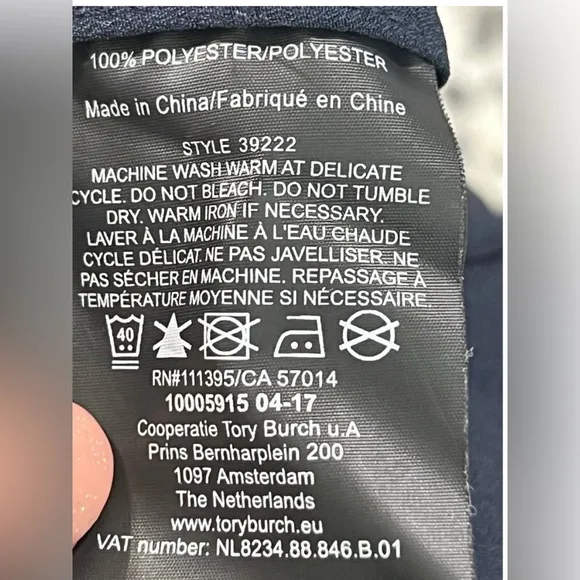 100% POLYESTER/POLYESTER
Made in China/Fabriqué en Chine
STYLE 39222
MACHINE WASH WARM AT DELICATE
CYCLE. DO NOT BLEACH. DO NOT TUMBLE
DRY. WARM IRON IF NECESSARY.
LAVER À LA MACHINE À L'EAU CHAUDE
CYCLE DÉLICAT. NE PAS JAVELLISER. NE
PAS SÉCHER EN MACHINE. REPASSAGE À
TEMPÉRATURE MOYENNE SI NÉCESSAIRE.
40
RN#111395/CA 57014
10005915 04-17
Cooperatie Tory Burch u.A
Prins Bernharplein 200
1097 Amsterdam
The Netherlands
www.toryburch.eu
VAT number: NL8234.88.846.B.01